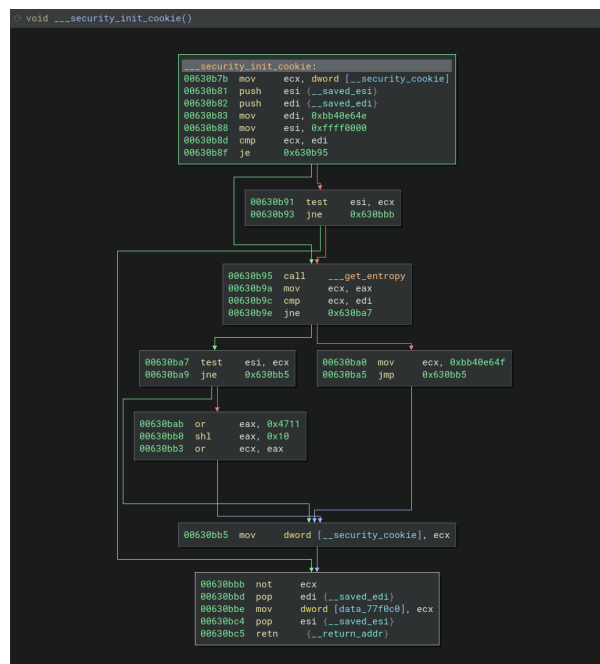 void ___security_init_cookie()
___security_init_cookie:
00630b7b mov ecx, dword [__security_cookie]
00630b81 push esi {__saved_esi}
00630b82 push edi {__saved_edi}
00630b83 mov edi, 0xbb40e64e
00630b88 mov esi, 0xffff0000
00630b8d cmp ecx, edi
00630b8f je 0x630b95
00630b91 test esi, ecx
00630b93 jne 0x630bbb
00630b95 call ___get_entropy
00630b9a mov ecx, eax
00630b9c cmp ecx, edi
00630b9e jne 0x630ba7
00630ba7 test esi, ecx
00630ba9 jne 0x630bb5
00630ba0 mov ecx, 0xbb40e64f
00630ba5 jmp 0x630bb5
00630bab or eax, 0x4711
00630bb0 shl eax, 0x10
00630bb3 or ecx, eax
00630bb5 mov dword [__security_cookie], ecx
00630bbb not ecx
00630bbd pop edi {__saved_edi}
00630bbe mov dword [data_77f0c0], ecx
00630bc4 pop esi {__saved_esi}
00630bc5 retn {__return_addr}